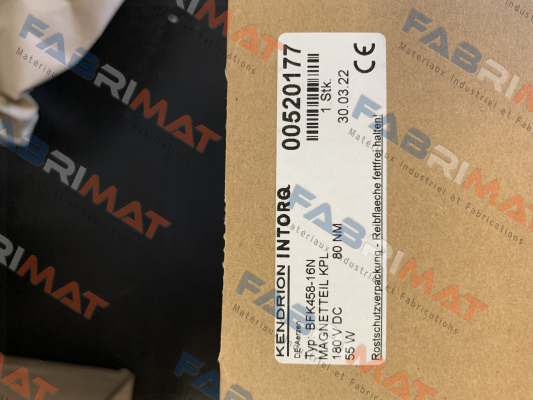 KENDRION INTORQ
DE-Aerzen
00520177
Typ : BFK458-16N
MAGNETTEIL KPL
1 Stk.
180 V DC
80 NM
30.03.22
55 W
CE
Rostschutzverpackung - Reibflaeche fettfrei halten!
FABRIMAT
Materiaux Industriel et Fabrications